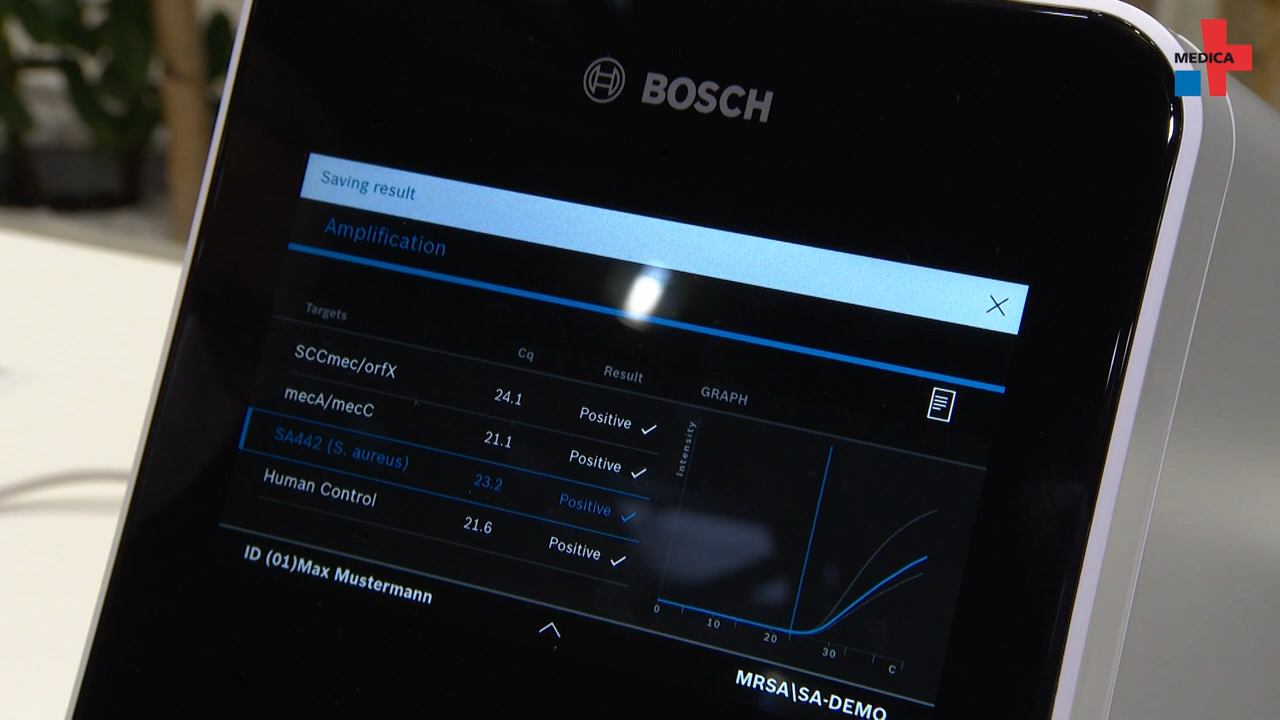 MEDICA
BOSCH
Saving result
Amplification
Targets Cq Result
SCCmec/orfX 24.1 Positive
mecA/mecC 21.1 Positive
SA442 (S. aureus) 23.2 Positive
Human Control 21.6 Positive
GRAPH
Intensity
0 10 20 30 C
ID (01)Max Mustermann
MRSA\SA-DEMO